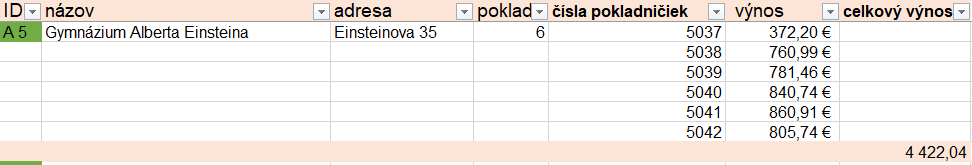 ID názov adresa poklad čísla pokladničiek výnos celkový výnos
A 5 Gymnázium Alberta Einsteina Einsteinova 35 6 5037 372,20 €
5038 760,99 €
5039 781,46 €
5040 840,74 €
5041 860,91 €
5042 805,74 €
4 422,04